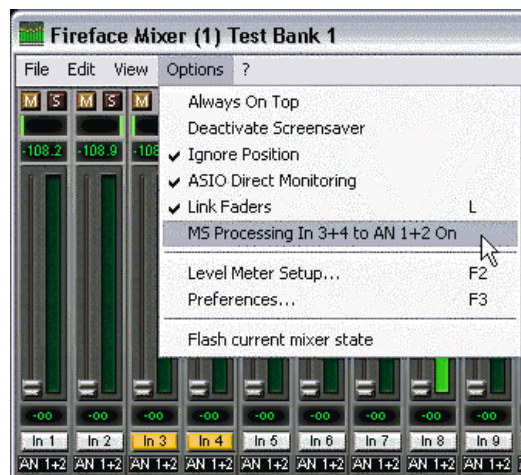 Fireface Mixer (1) Test Bank 1
File Edit View Options ?
M S M S M
Always On Top
Deactivate Screensaver
-108.2 -108.9 -108
Ignore Position
ASIO Direct Monitoring
Link Faders L
MS Processing In 3+4 to AN 1+2 On
Level Meter Setup... F2
Preferences... F3
Flash current mixer state
-oo -oo -oo -oo -oo -oo -oo -oo -oo
In 1 In 2 In 3 In 4 In 5 In 6 In 7 In 8 In 9
AN 1+2 AN 1+2 AN 1+2 AN 1+2 AN 1+2 AN 1+2 AN 1+2 AN 1+2 AN 1+2